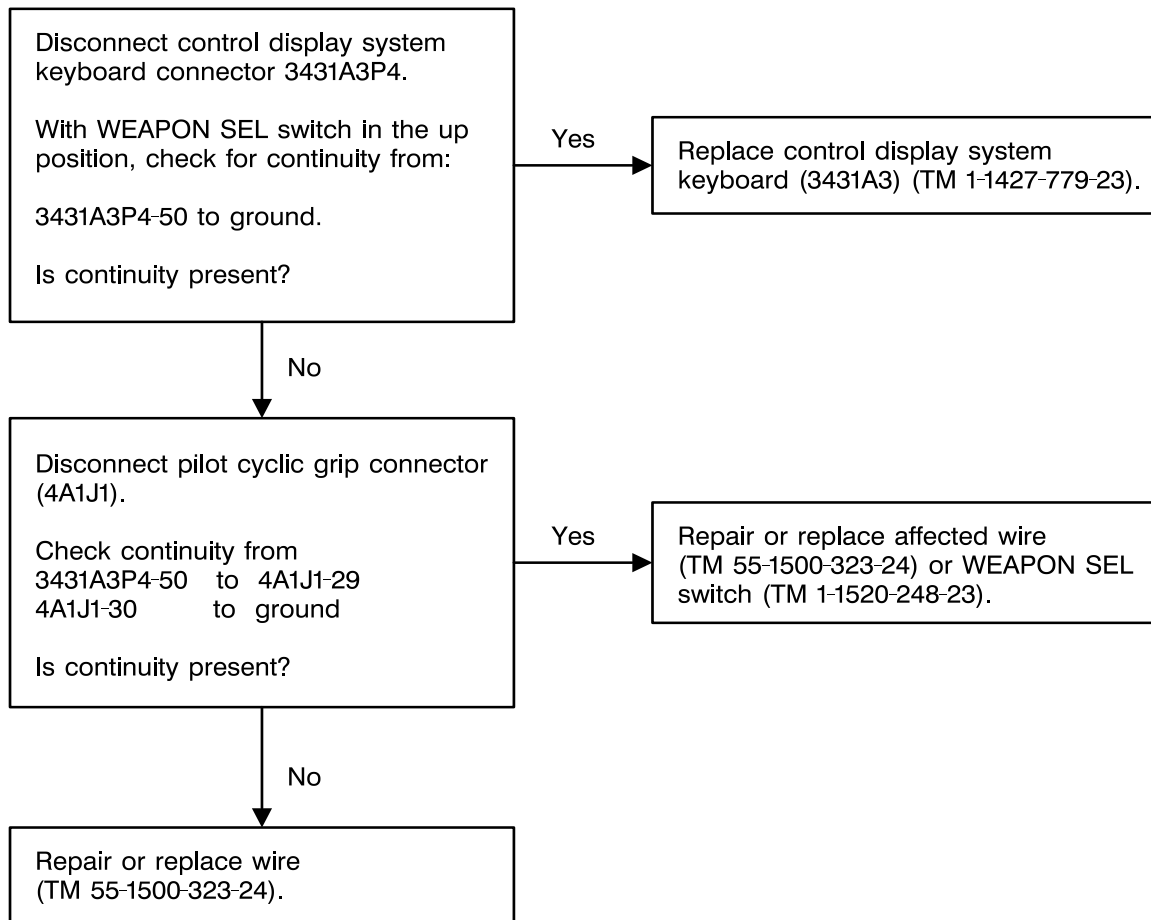 Disconnect control display system
keyboard connector 3431A3P4.
With WEAPON SEL switch in the up
position, check for continuity from:
3431A3P4-50 to ground.
Is continuity present?
Yes
Replace control display system
keyboard (3431A3) (TM 1-1427-779-23).
No
Disconnect pilot cyclic grip connector
(4A1J1).
Check continuity from
3431A3P4-50 to 4A1J1-29
4A1J1-30 to ground
Is continuity present?
Yes
Repair or replace affected wire
(TM 55-1500-323-24) or WEAPON SEL
switch (TM 1-1520-248-23).
No
Repair or replace wire
(TM 55-1500-323-24).